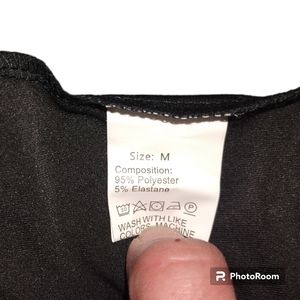 Size: M
Composition:
95% Polyester
5% Elastane
WASH WITH LIKE
COLORS, MACHINE
PhotoRoom